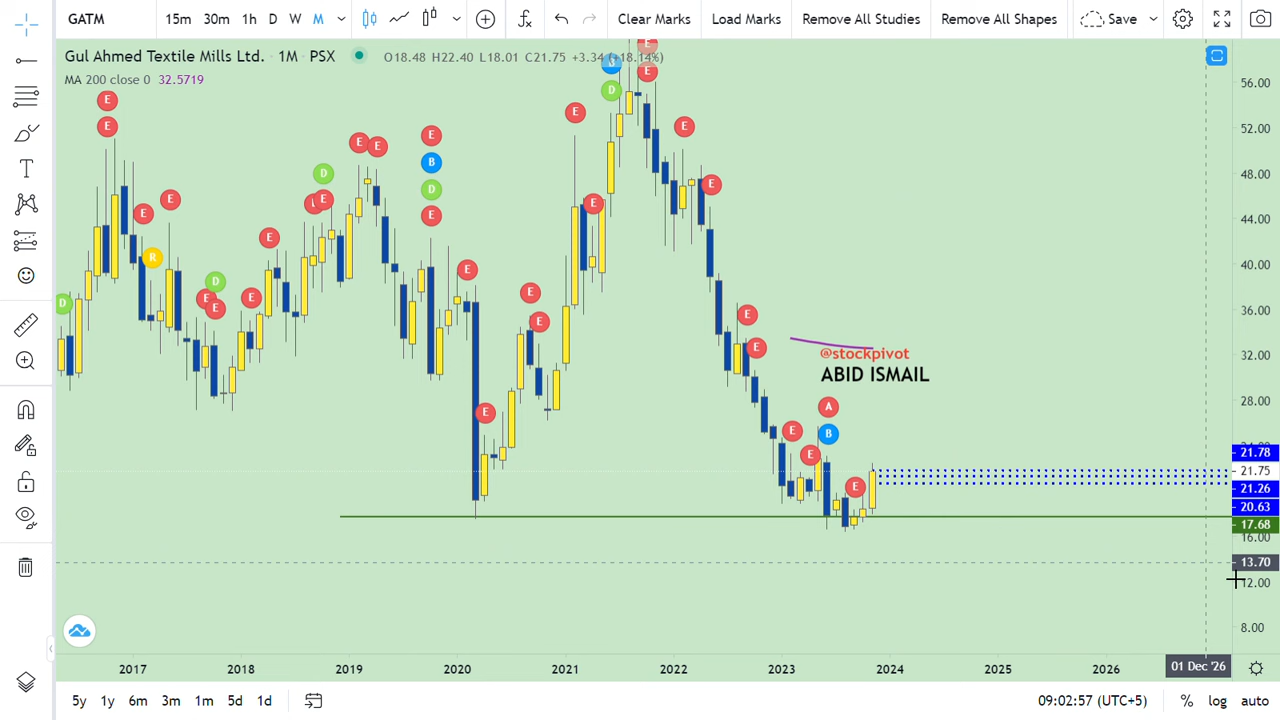 GATM 15m 30m 1h D W M Clear Marks Load Marks Remove All Studies Remove All Shapes Save
Gul Ahmed Textile Mills Ltd. · 1M · PSX O18.48 H22.40 L18.01 C21.75 +3.34 (+18.14%)
MA 200 close 0 32.5719
56.00
52.00
48.00
44.00
40.00
36.00
32.00
28.00
21.78
21.75
21.26
20.63
17.68
16.00
13.70
12.00
8.00
E
E
E
E
R
D
D
E
E
E
E
D
E
E
E
E
B
D
E
E
E
E
E
E
E
D
E
E
E
E
E
E
@stockpivot
ABID ISMAIL
A
B
E
E
E
2017 2018 2019 2020 2021 2022 2023 2024 2025 2026 01 Dec '26
5y 1y 6m 3m 1m 5d 1d 09:02:57 (UTC+5) % log auto